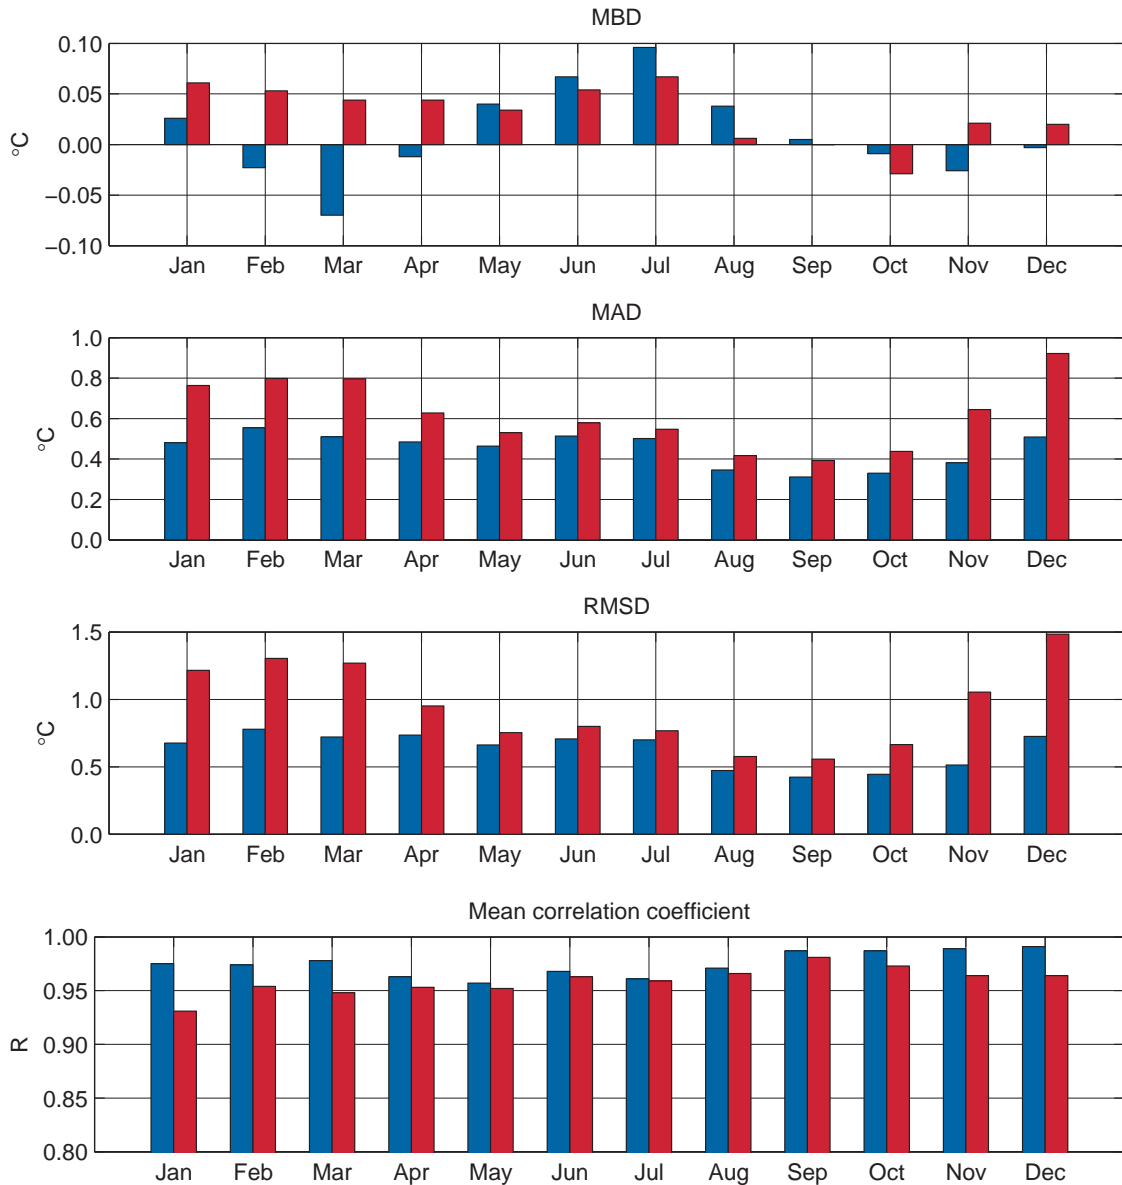 MBD
0.10
0.05
0.00
−0.05
−0.10
°C
Jan Feb Mar Apr May Jun Jul Aug Sep Oct Nov Dec
MAD
1.0
0.8
0.6
0.4
0.2
0.0
°C
Jan Feb Mar Apr May Jun Jul Aug Sep Oct Nov Dec
RMSD
1.5
1.0
0.5
0.0
°C
Jan Feb Mar Apr May Jun Jul Aug Sep Oct Nov Dec
Mean correlation coefficient
1.00
0.95
0.90
0.85
0.80
R
Jan Feb Mar Apr May Jun Jul Aug Sep Oct Nov Dec